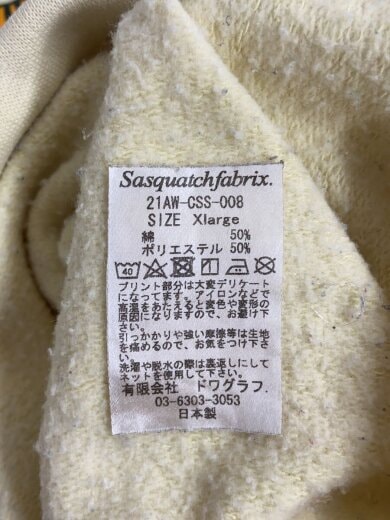 Sasquatchfabrix.
21AW-CSS-008
SIZE Xlarge
綿 50%
ポリエステル 50%
40
プリント部分は大変デリケート
になってます。アイロンなどで
高温をあたえると変色や変形の
原因になりますので、お避け下
さい。
引っかかりや強い摩擦等は生地
を痛めるので、お気をつけ下さ
い。
洗濯や脱水の際は裏返しにして
ネットを使用して下さい。
有限会社 ドワグラフ.
03-6303-3053
日本製